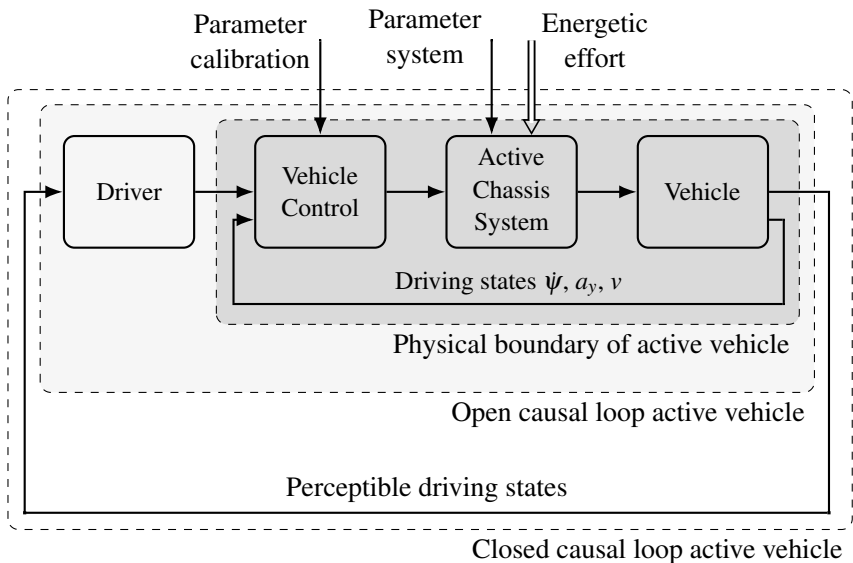 Parameter
calibration
Parameter
system
Energetic
effort
Driver
Vehicle
Control
Active
Chassis
System
Vehicle
Driving states ψ̇, a_y, v
Physical boundary of active vehicle
Open causal loop active vehicle
Perceptible driving states
Closed causal loop active vehicle